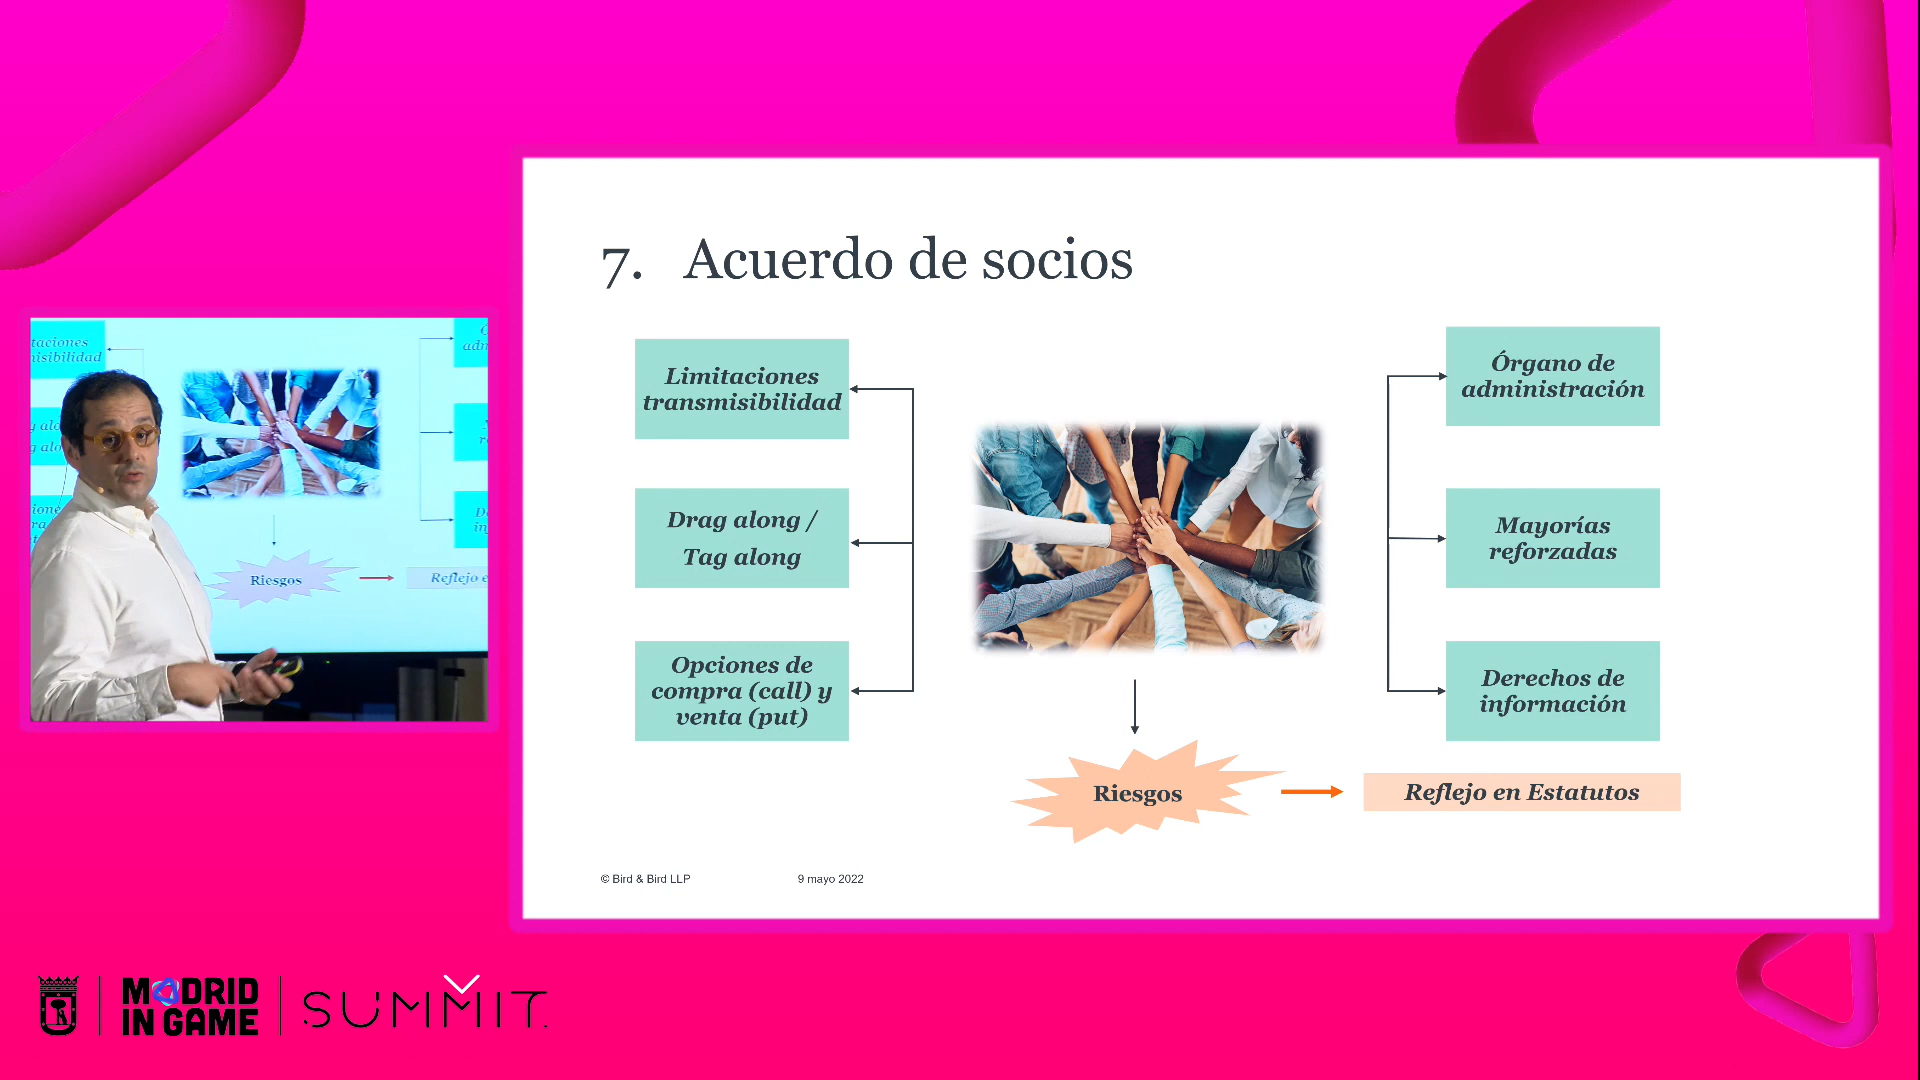 7. Acuerdo de socios
Limitaciones
transmisibilidad
Drag along /
Tag along
Opciones de
compra (call) y
venta (put)
Órgano de
administración
Mayorías
reforzadas
Derechos de
información
Riesgos
Reflejo en Estatutos
© Bird & Bird LLP
9 mayo 2022
Riesgos
Reflejo
MADRID
IN GAME
SUMMIT